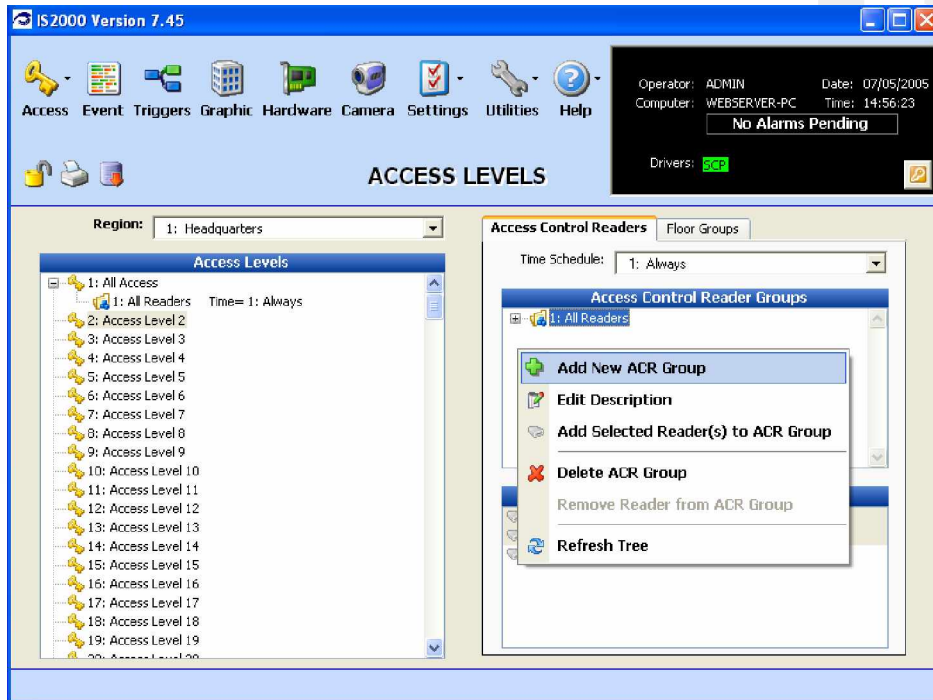 IS2000 Version 7.45
Access Event Triggers Graphic Hardware Camera Settings Utilities Help
Operator: ADMIN Date: 07/05/2005
Computer: WEBSERVER-PC Time: 14:56:23
No Alarms Pending
Drivers: SCP
ACCESS LEVELS
Region: 1: Headquarters
Access Levels
1: All Access
1: All Readers Time= 1: Always
2: Access Level 2
3: Access Level 3
4: Access Level 4
5: Access Level 5
6: Access Level 6
7: Access Level 7
8: Access Level 8
9: Access Level 9
10: Access Level 10
11: Access Level 11
12: Access Level 12
13: Access Level 13
14: Access Level 14
15: Access Level 15
16: Access Level 16
17: Access Level 17
18: Access Level 18
19: Access Level 19
Access Control Readers Floor Groups
Time Schedule: 1: Always
Access Control Reader Groups
1: All Readers
Add New ACR Group
Edit Description
Add Selected Reader(s) to ACR Group
Delete ACR Group
Remove Reader from ACR Group
Refresh Tree